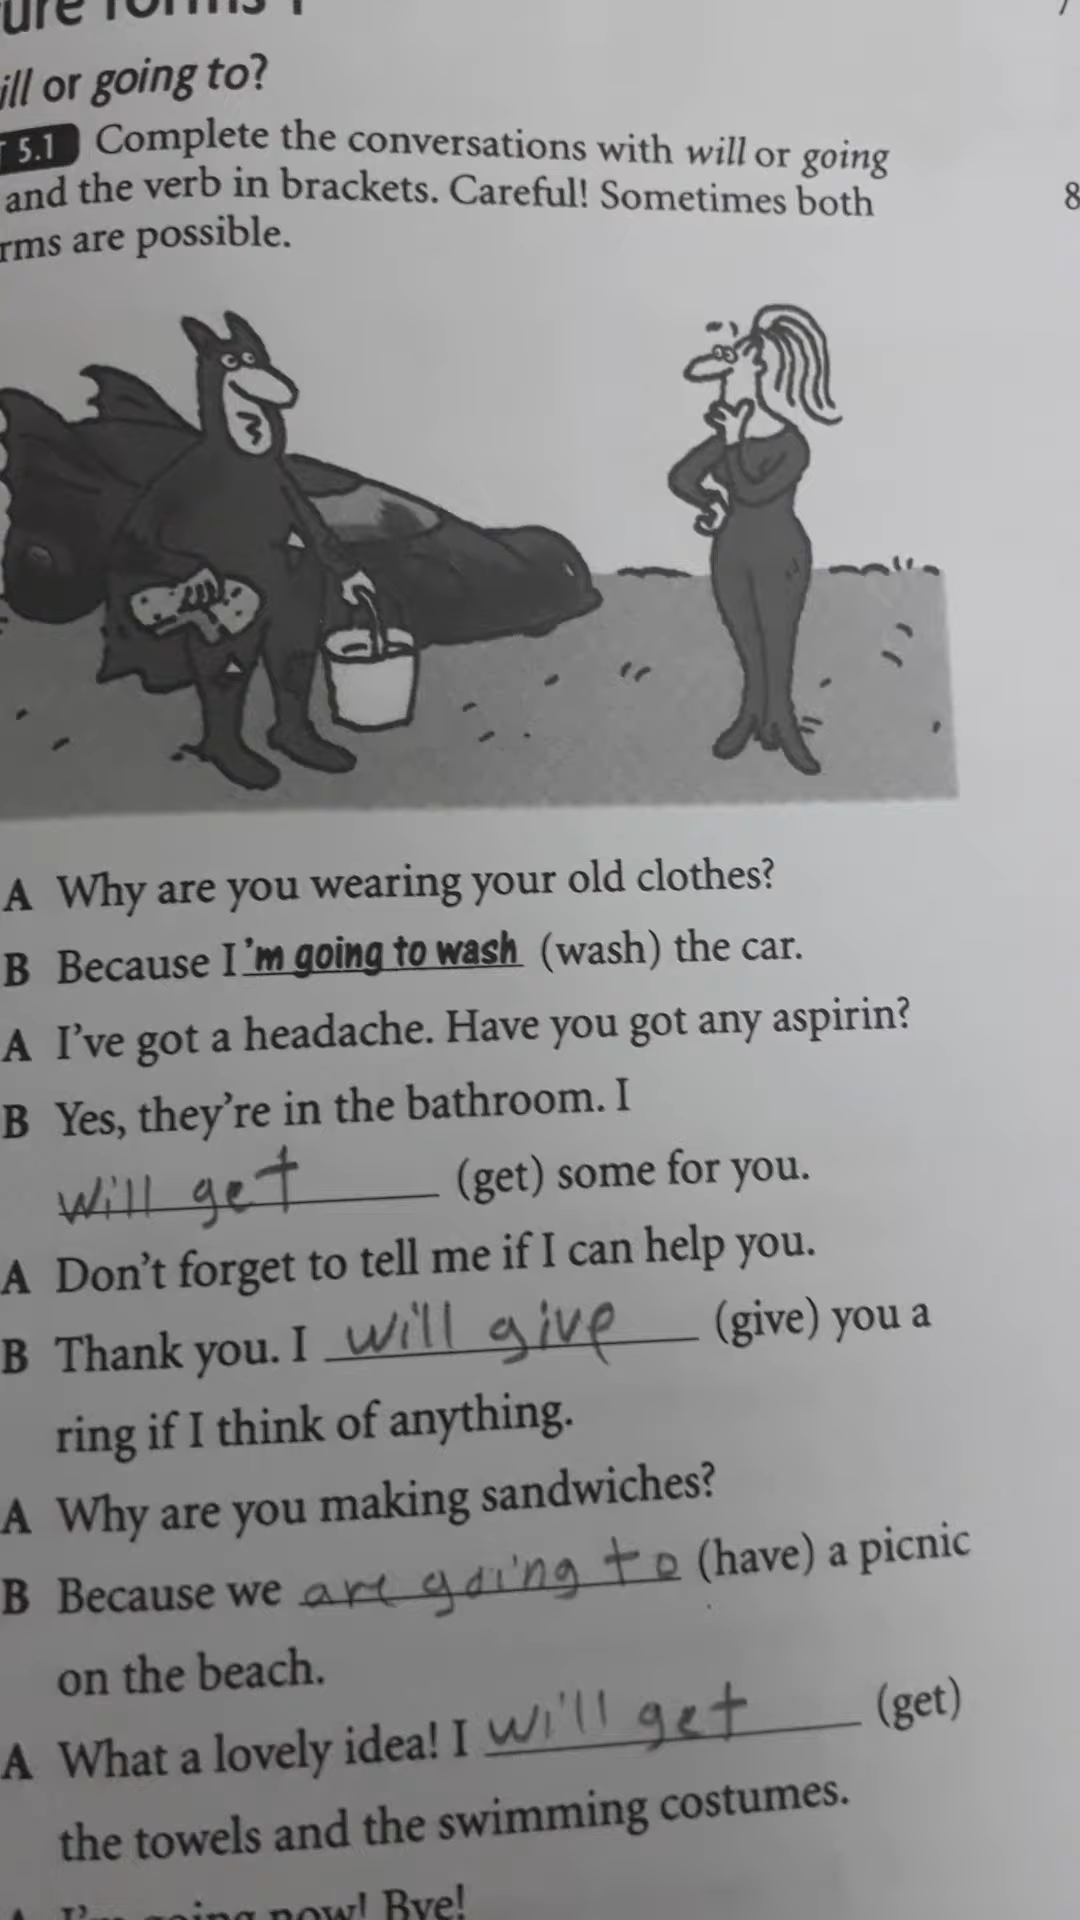 ill or going to?
5.1 Complete the conversations with will or going
and the verb in brackets. Careful! Sometimes both
rms are possible.
8
A Why are you wearing your old clothes?
B Because I 'm going to wash (wash) the car.
A I've got a headache. Have you got any aspirin?
B Yes, they're in the bathroom. I
will get (get) some for you.
A Don't forget to tell me if I can help you.
B Thank you. I will give (give) you a
ring if I think of anything.
A Why are you making sandwiches?
B Because we are going to (have) a picnic
on the beach.
A What a lovely idea! I will get (get)
the towels and the swimming costumes.
I'm going now! Bye!